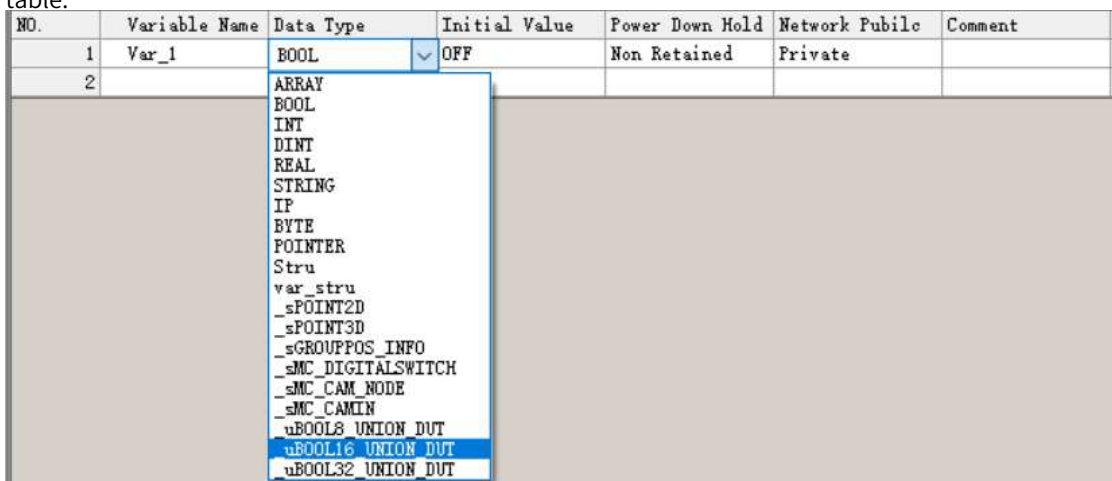 table.
NO. Variable Name Data Type Initial Value Power Down Hold Network Pubilc Comment
1 Var_1 BOOL OFF Non Retained Private
2
ARRAY
BOOL
INT
DINT
REAL
STRING
IP
BYTE
POINTER
Stru
var_stru
_sPOINT2D
_sPOINT3D
_sGROUPPOS_INFO
_sMC_DIGITALSWITCH
_sMC_CAM_NODE
_sMC_CAMIN
_uBOOL8_UNION_DUT
_uBOOL16_UNION_DUT
_uBOOL32_UNION_DUT